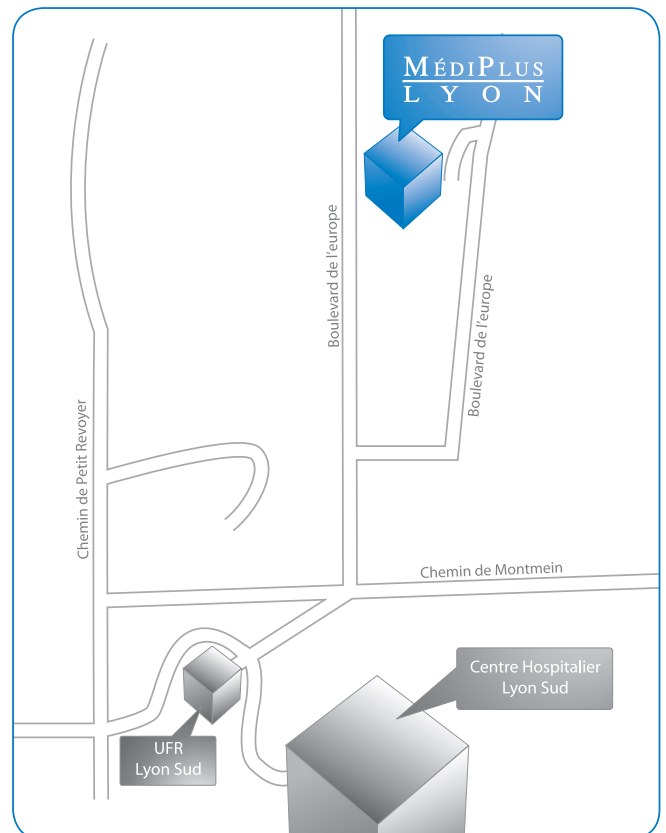 MÉDIPLUS
LYON
Boulevard de l'europe
Boulevard de l'europe
Chemin de Petit Revoyer
Chemin de Montmein
Centre Hospitalier
Lyon Sud
UFR
Lyon Sud